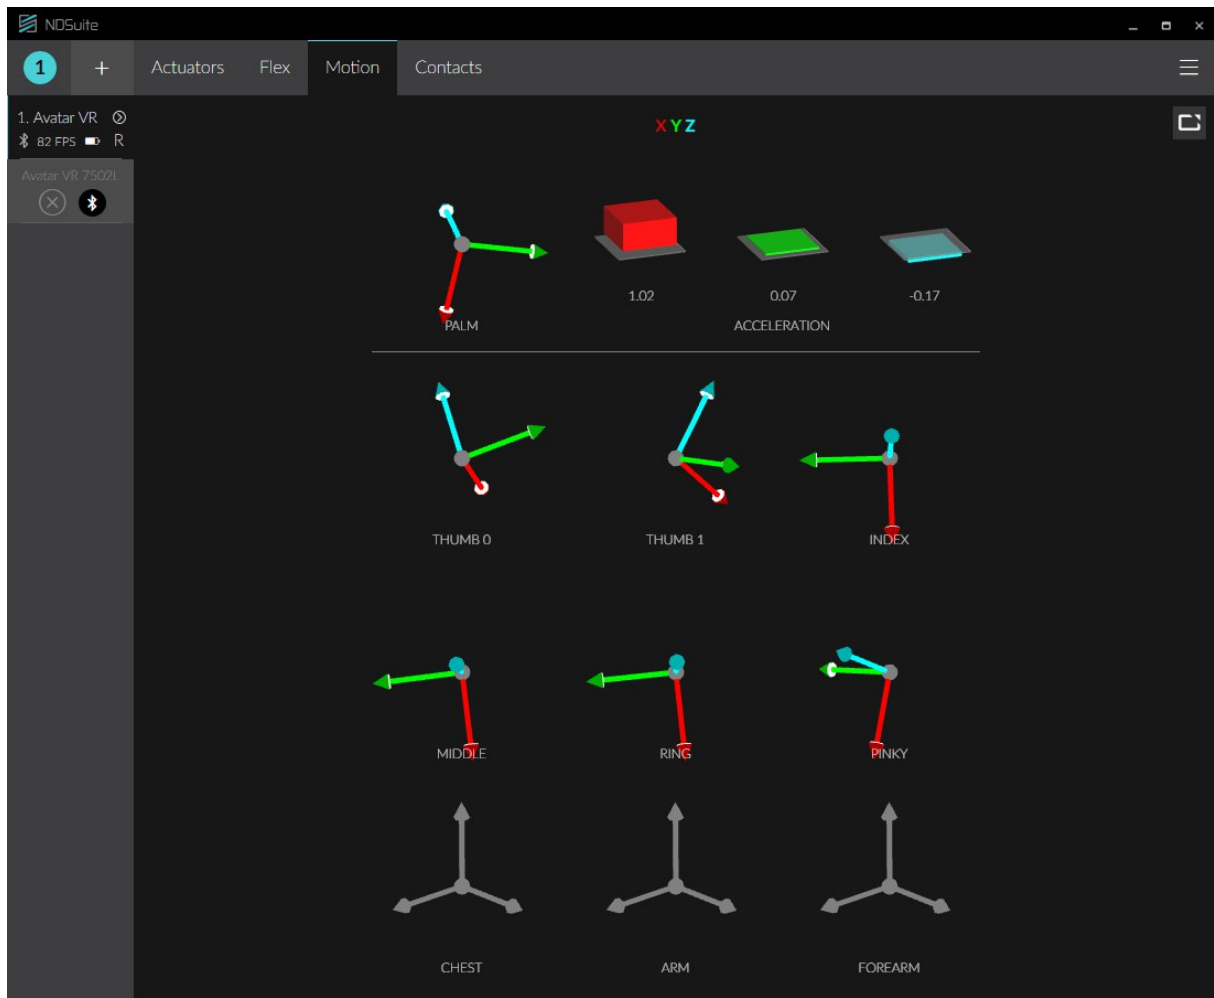 NDSuite
1 + Actuators Flex Motion Contacts
1. Avatar VR
82 FPS R
Avatar VR 7502L
XYZ
1.02 0.07 -0.17
PALM ACCELERATION
THUMB 0 THUMB 1 INDEX
MIDDLE RING PINKY
CHEST ARM FOREARM